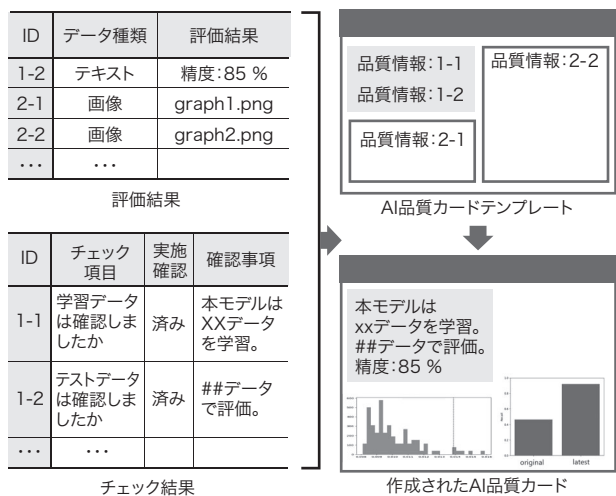 ID データ種類 評価結果
1-2 テキスト 精度:85 %
2-1 画像 graph1.png
2-2 画像 graph2.png
... ...
評価結果
ID チェック項目 実施確認 確認事項
1-1 学習データは確認しましたか 済み 本モデルはXXデータを学習。
1-2 テストデータは確認しましたか 済み ##データで評価。
... ...
チェック結果
品質情報:1-1
品質情報:1-2
品質情報:2-1
品質情報:2-2
AI品質カードテンプレート
本モデルは
xxデータを学習。
##データで評価。
精度:85 %
original latest
作成されたAI品質カード